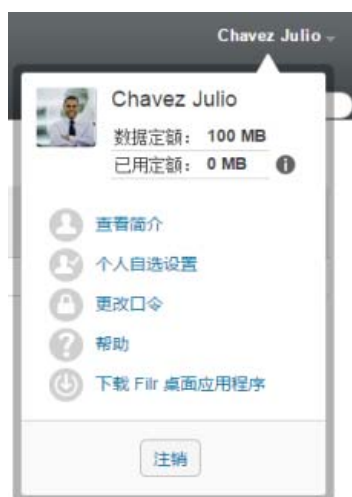 Chavez Julio
Chavez Julio
数据定額： 100 MB
已用定額： 0 MB
查看简介
个人自选设置
更改口令
帮助
下载 Filr 桌面应用程序
注销